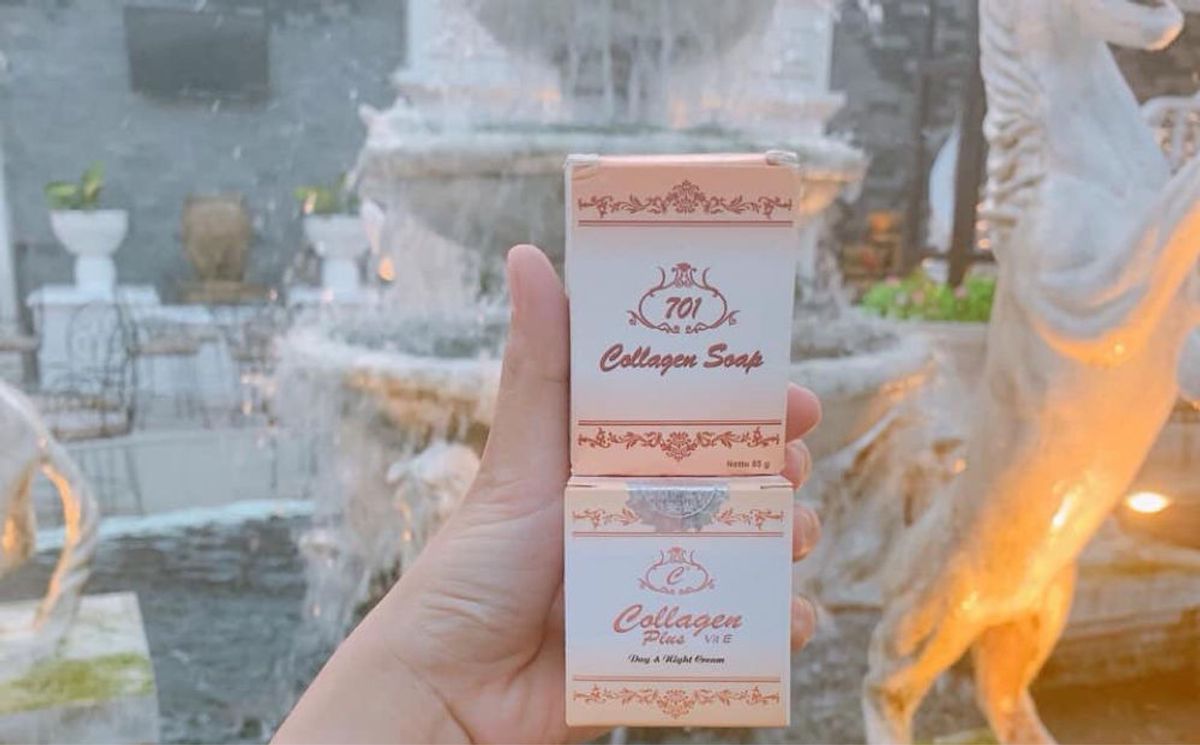 701
Collagen Soap
Netto 85 g
C
Collagen
Plus Vit E
Day & Night Cream